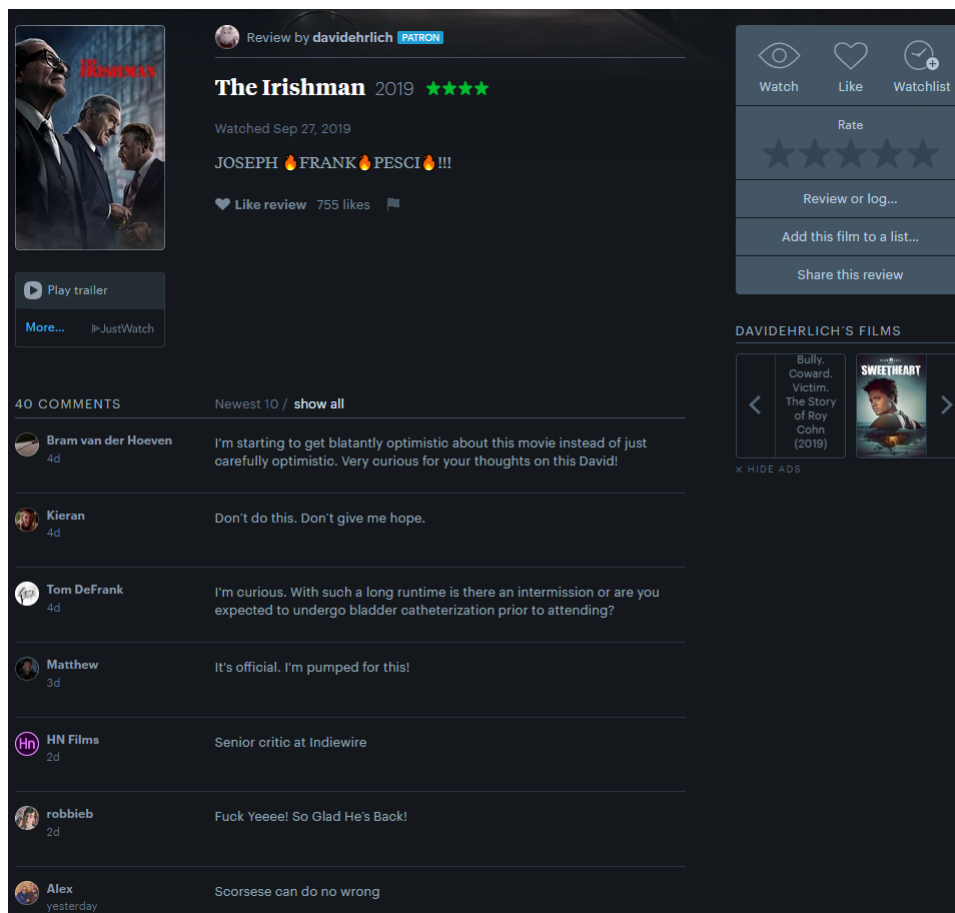 THE IRISHMAN
Review by davidehrlich PATRON
The Irishman 2019 ★★★★
Watched Sep 27, 2019
JOSEPH 🔥FRANK🔥PESCI🔥!!!
Like review 755 likes
Play trailer
More... JustWatch
Watch Like Watchlist
Rate
Review or log...
Add this film to a list...
Share this review
DAVIDEHRLICH'S FILMS
Bully.
Coward.
Victim.
The Story
of Roy
Cohn
(2019)
SWEETHEART
× HIDE ADS
40 COMMENTS Newest 10 / show all
Bram van der Hoeven
4d
I'm starting to get blatantly optimistic about this movie instead of just
carefully optimistic. Very curious for your thoughts on this David!
Kieran
4d
Don't do this. Don't give me hope.
Tom DeFrank
4d
I'm curious. With such a long runtime is there an intermission or are you
expected to undergo bladder catheterization prior to attending?
Matthew
3d
It's official. I'm pumped for this!
Hn
HN Films
2d
Senior critic at Indiewire
robbieb
2d
Fuck Yeeee! So Glad He's Back!
Alex
yesterday
Scorsese can do no wrong